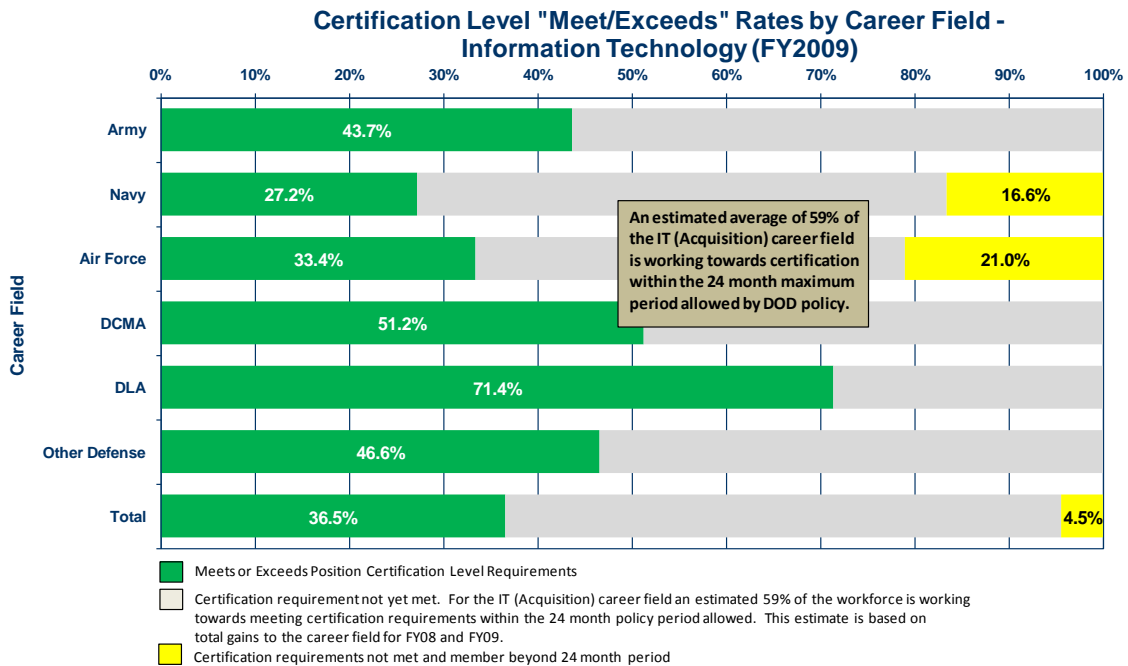 Certification Level "Meet/Exceeds" Rates by Career Field -
Information Technology (FY2009)
0% 10% 20% 30% 40% 50% 60% 70% 80% 90% 100%
Career Field
Army 43.7%
Navy 27.2% 16.6%
An estimated average of 59% of
the IT (Acquisition) career field
is working towards certification
within the 24 month maximum
period allowed by DOD policy.
Air Force 33.4% 21.0%
DCMA 51.2%
DLA 71.4%
Other Defense 46.6%
Total 36.5% 4.5%
Meets or Exceeds Position Certification Level Requirements
Certification requirement not yet met. For the IT (Acquisition) career field an estimated 59% of the workforce is working
towards meeting certification requirements within the 24 month policy period allowed. This estimate is based on
total gains to the career field for FY08 and FY09.
Certification requirements not met and member beyond 24 month period